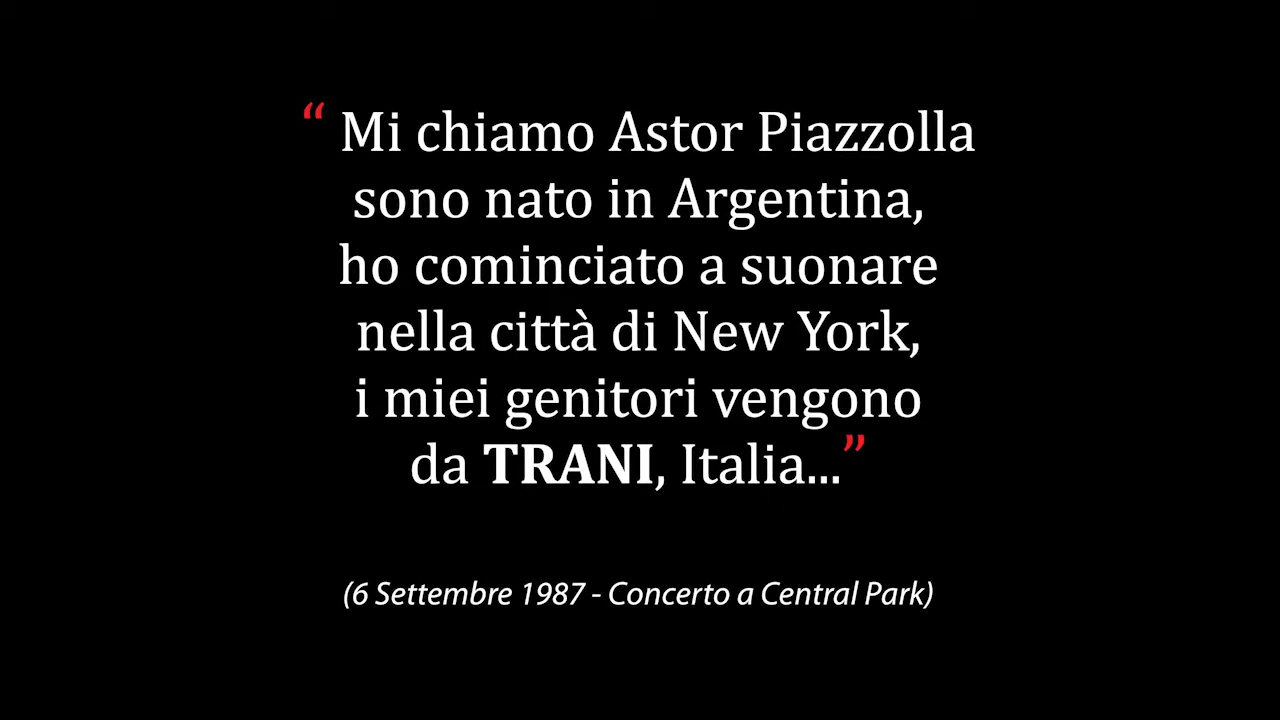 “ Mi chiamo Astor Piazzolla
sono nato in Argentina,
ho cominciato a suonare
nella città di New York,
i miei genitori vengono
da TRANI, Italia...”
(6 Settembre 1987 - Concerto a Central Park)